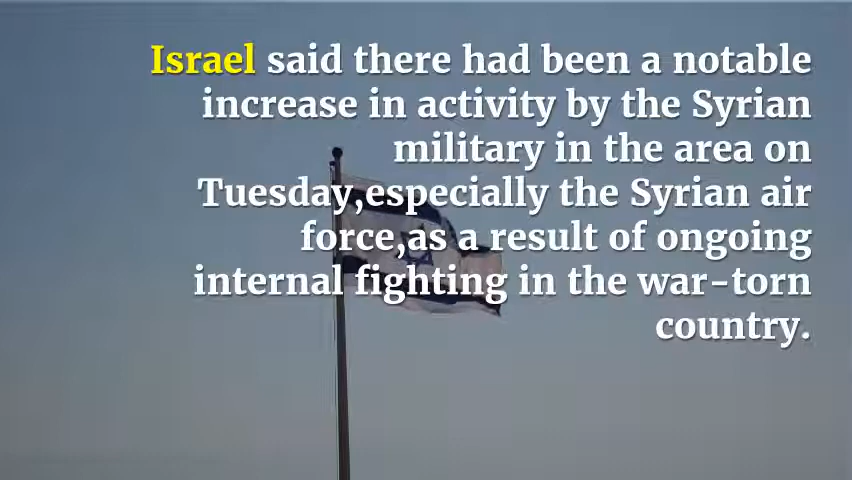 Israel said there had been a notable
increase in activity by the Syrian
military in the area on
Tuesday,especially the Syrian air
force,as a result of ongoing
internal fighting in the war-torn
country.